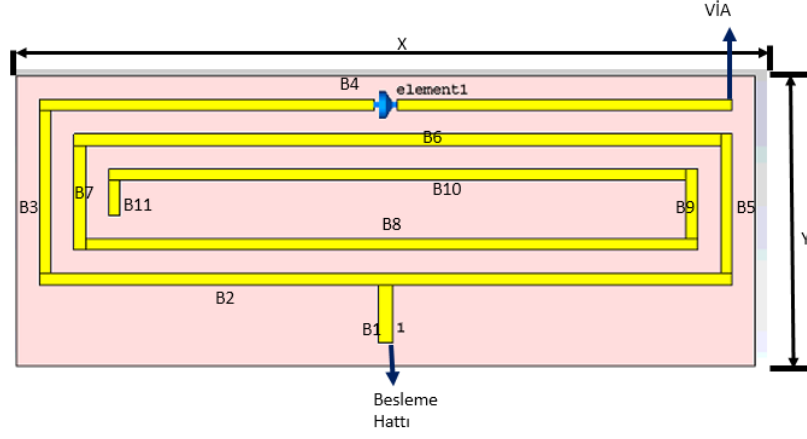 VİA
X
B4
element1
B6
B7
B10
B11
B3
B9
B5
B8
Y
B2
B1
1
Besleme
Hattı